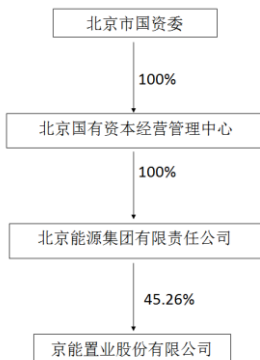 北京市国资委
100%
北京国有资本经营管理中心
100%
北京能源集团有限责任公司
45.26%
京能置业股份有限公司